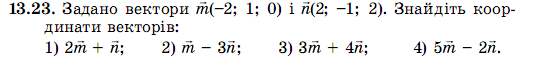 13.23. Задано вектори m⃗(−2; 1; 0) і n⃗(2; −1; 2). Знайдіть коор-
динати векторів:
1) 2m⃗ + n⃗; 2) m⃗ − 3n⃗; 3) 3m⃗ + 4n⃗; 4) 5m⃗ − 2n⃗.